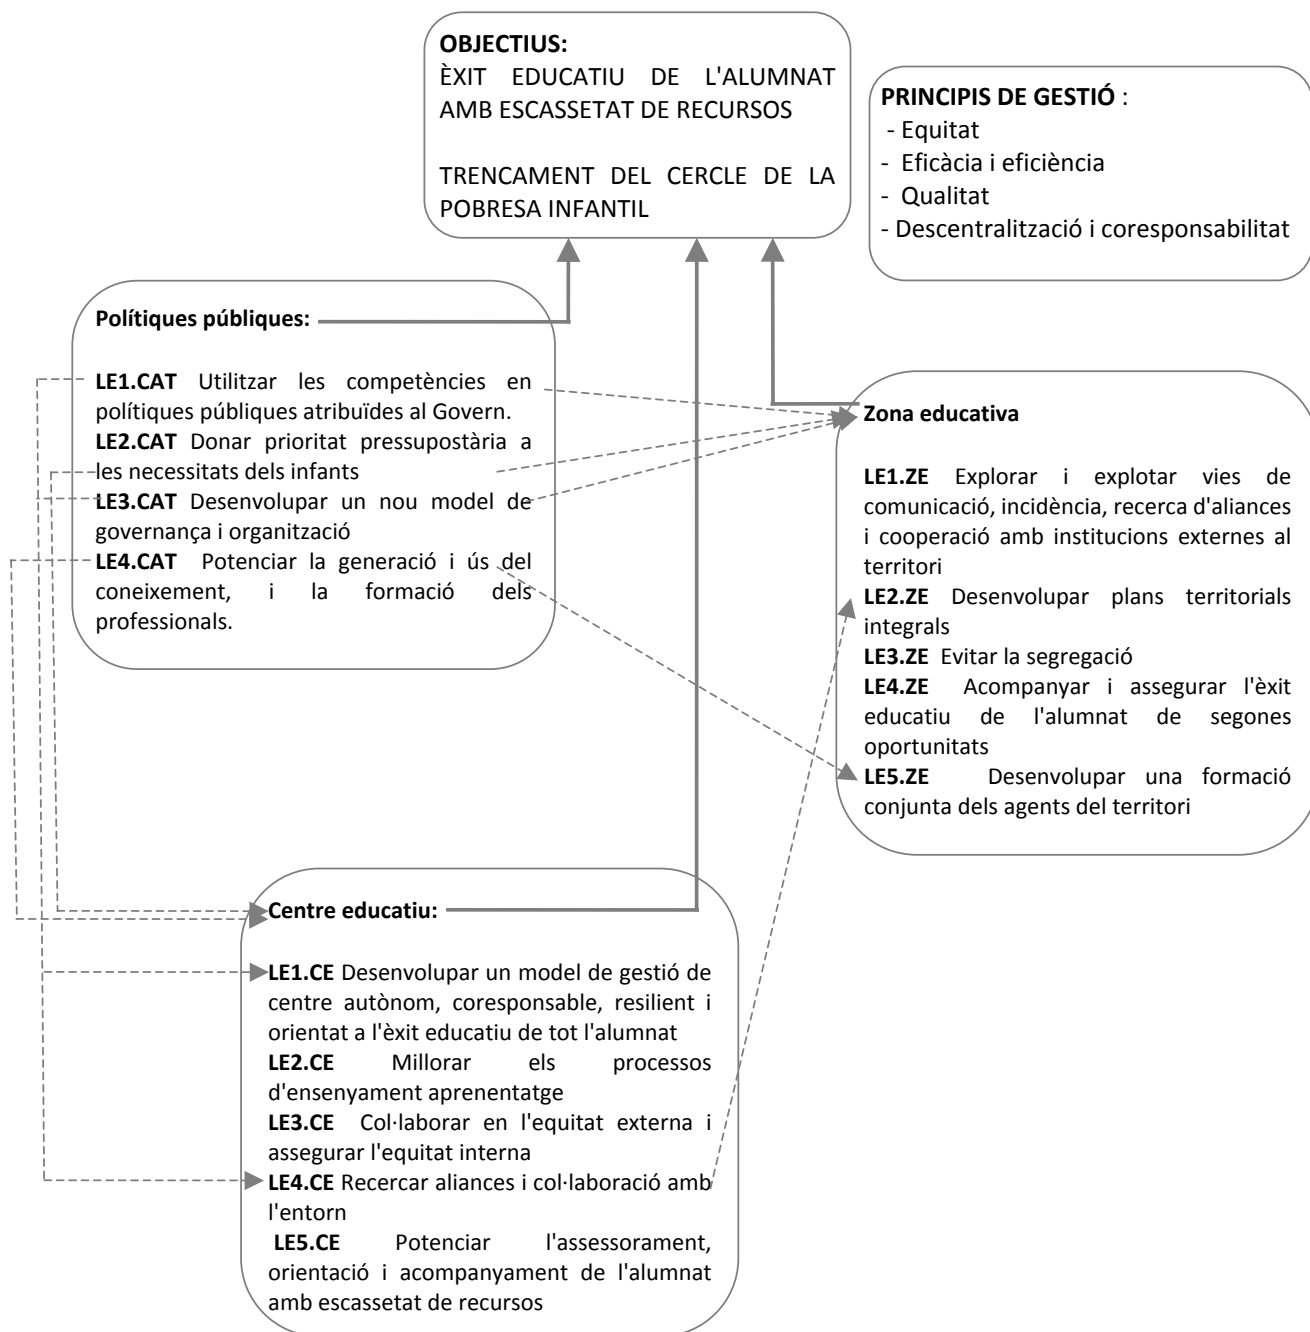 OBJECTIUS:
ÈXIT EDUCATIU DE L'ALUMNAT
AMB ESCASSETAT DE RECURSOS
TRENCAMENT DEL CERCLE DE LA
POBRESA INFANTIL
PRINCIPIS DE GESTIÓ :
- Equitat
- Eficàcia i eficiència
- Qualitat
- Descentralització i coresponsabilitat
Polítiques públiques:
LE1.CAT Utilitzar les competències en
polítiques públiques atribuïdes al Govern.
LE2.CAT Donar prioritat pressupostària a
les necessitats dels infants
LE3.CAT Desenvolupar un nou model de
governança i organització
LE4.CAT Potenciar la generació i ús del
coneixement, i la formació dels
professionals.
Zona educativa
LE1.ZE Explorar i explotar vies de
comunicació, incidència, recerca d'aliances
i cooperació amb institucions externes al
territori
LE2.ZE Desenvolupar plans territorials
integrals
LE3.ZE Evitar la segregació
LE4.ZE Acompanyar i assegurar l'èxit
educatiu de l'alumnat de segones
oportunitats
LE5.ZE Desenvolupar una formació
conjunta dels agents del territori
Centre educatiu:
LE1.CE Desenvolupar un model de gestió de
centre autònom, coresponsable, resilient i
orientat a l'èxit educatiu de tot l'alumnat
LE2.CE Millorar els processos
d'ensenyament aprenentatge
LE3.CE Col·laborar en l'equitat externa i
assegurar l'equitat interna
LE4.CE Recercar aliances i col·laboració amb
l'entorn
LE5.CE Potenciar l'assessorament,
orientació i acompanyament de l'alumnat
amb escassetat de recursos